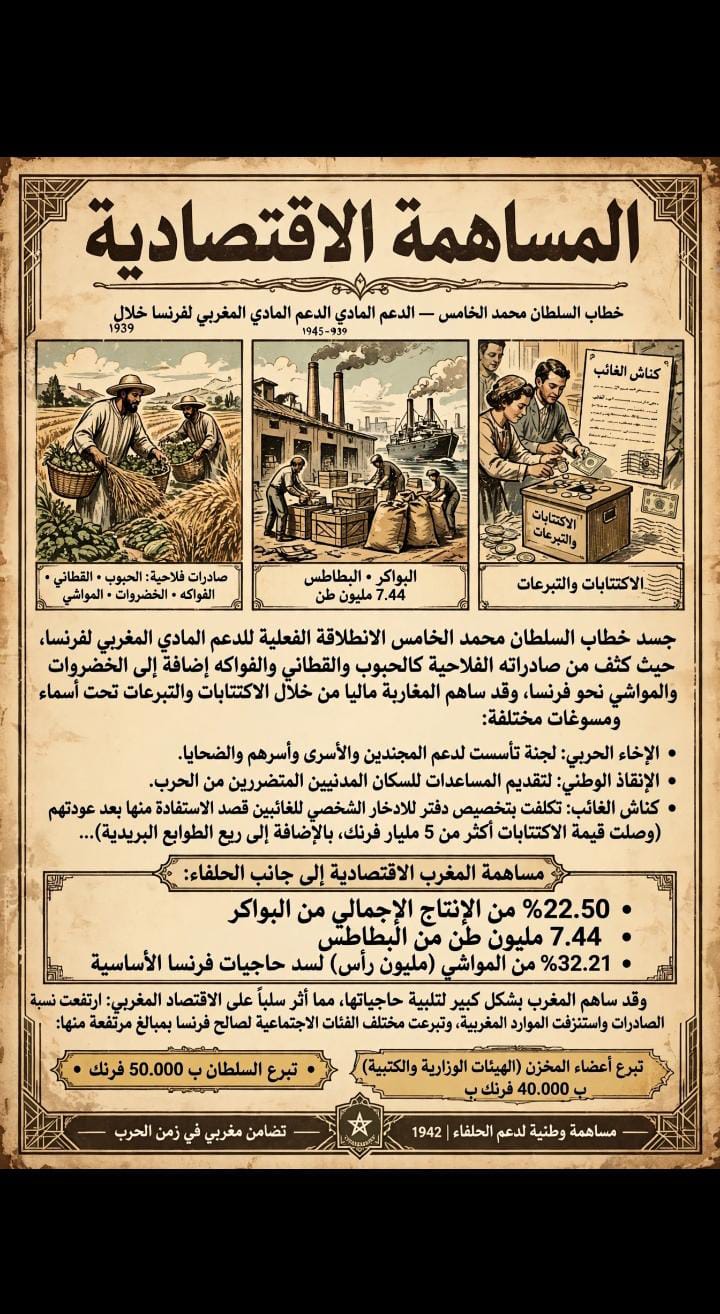 المساهمة الاقتصادية
خطاب السلطان محمد الخامس — الدعم المادي الدعم المادي المغربي لفرنسا خلال
1939
1945-939
كناش الغائب
الاكتتابات
والتبرعات
صادرات فلاحية: الحبوب • القطاني •
الفواكه • الخضروات • المواشي
البواكر • البطاطس
7.44 مليون طن
الاكتتابات والتبرعات
جسد خطاب السلطان محمد الخامس الانطلاقة الفعلية للدعم المادي المغربي لفرنسا،
حيث كثف من صادراته الفلاحية كالحبوب والقطاني والفواكه إضافة إلى الخضروات
والمواشي نحو فرنسا، وقد ساهم المغاربة ماليا من خلال الاكتتابات والتبرعات تحت أسماء
ومسوغات مختلفة:
• الإخاء الحربي: لجنة تأسست لدعم المجندين والأسرى وأسرهم والضحايا.
• الإنقاذ الوطني: لتقديم المساعدات للسكان المدنيين المتضررين من الحرب.
• كناش الغائب: تكلفت بتخصيص دفتر للادخار الشخصي للغائبين قصد الاستفادة منها بعد عودتهم
(وصلت قيمة الاكتتابات أكثر من 5 مليار فرنك، بالإضافة إلى ريع الطوابع البريدية)...
مساهمة المغرب الاقتصادية إلى جانب الحلفاء:
• 22.50% من الإنتاج الإجمالي من البواكر
• 7.44 مليون طن من البطاطس
• 32.21% من المواشي (مليون رأس) لسد حاجيات فرنسا الأساسية
وقد ساهم المغرب بشكل كبير لتلبية حاجياتها، مما أثر سلباً على الاقتصاد المغربي: ارتفعت نسبة
الصادرات واستنزفت الموارد المغربية، وتبرعت مختلف الفئات الاجتماعية لصالح فرنسا بمبالغ مرتفعة منها:
تبرع أعضاء المخزن (الهيئات الوزارية والكتبية)
ب 40.000 فرنك ب
• تبرع السلطان ب 50.000 فرنك •
مساهمة وطنية لدعم الحلفاء | 1942
تضامن مغربي في زمن الحرب